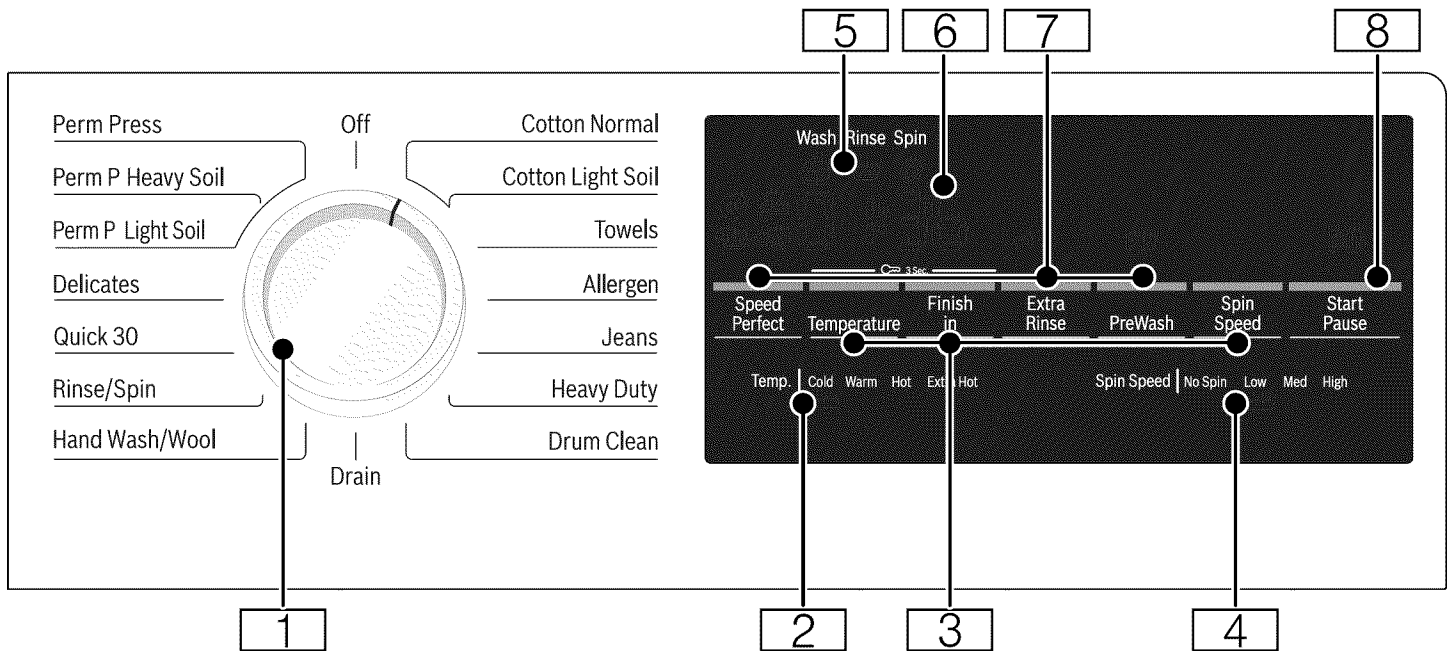 5 6 7 8
Perm Press
Perm P Heavy Soil
Perm P Light Soil
Delicates
Quick 30
Rinse/Spin
Hand Wash/Wool
Off
Drain
Cotton Normal
Cotton Light Soil
Towels
Allergen
Jeans
Heavy Duty
Drum Clean
Wash Rinse Spin
3 Sec.
Speed
Perfect
Temperature
Finish
in
Extra
Rinse
PreWash
Spin
Speed
Start
Pause
Temp. Cold Warm Hot Extra Hot
Spin Speed No Spin Low Med High
1 2 3 4